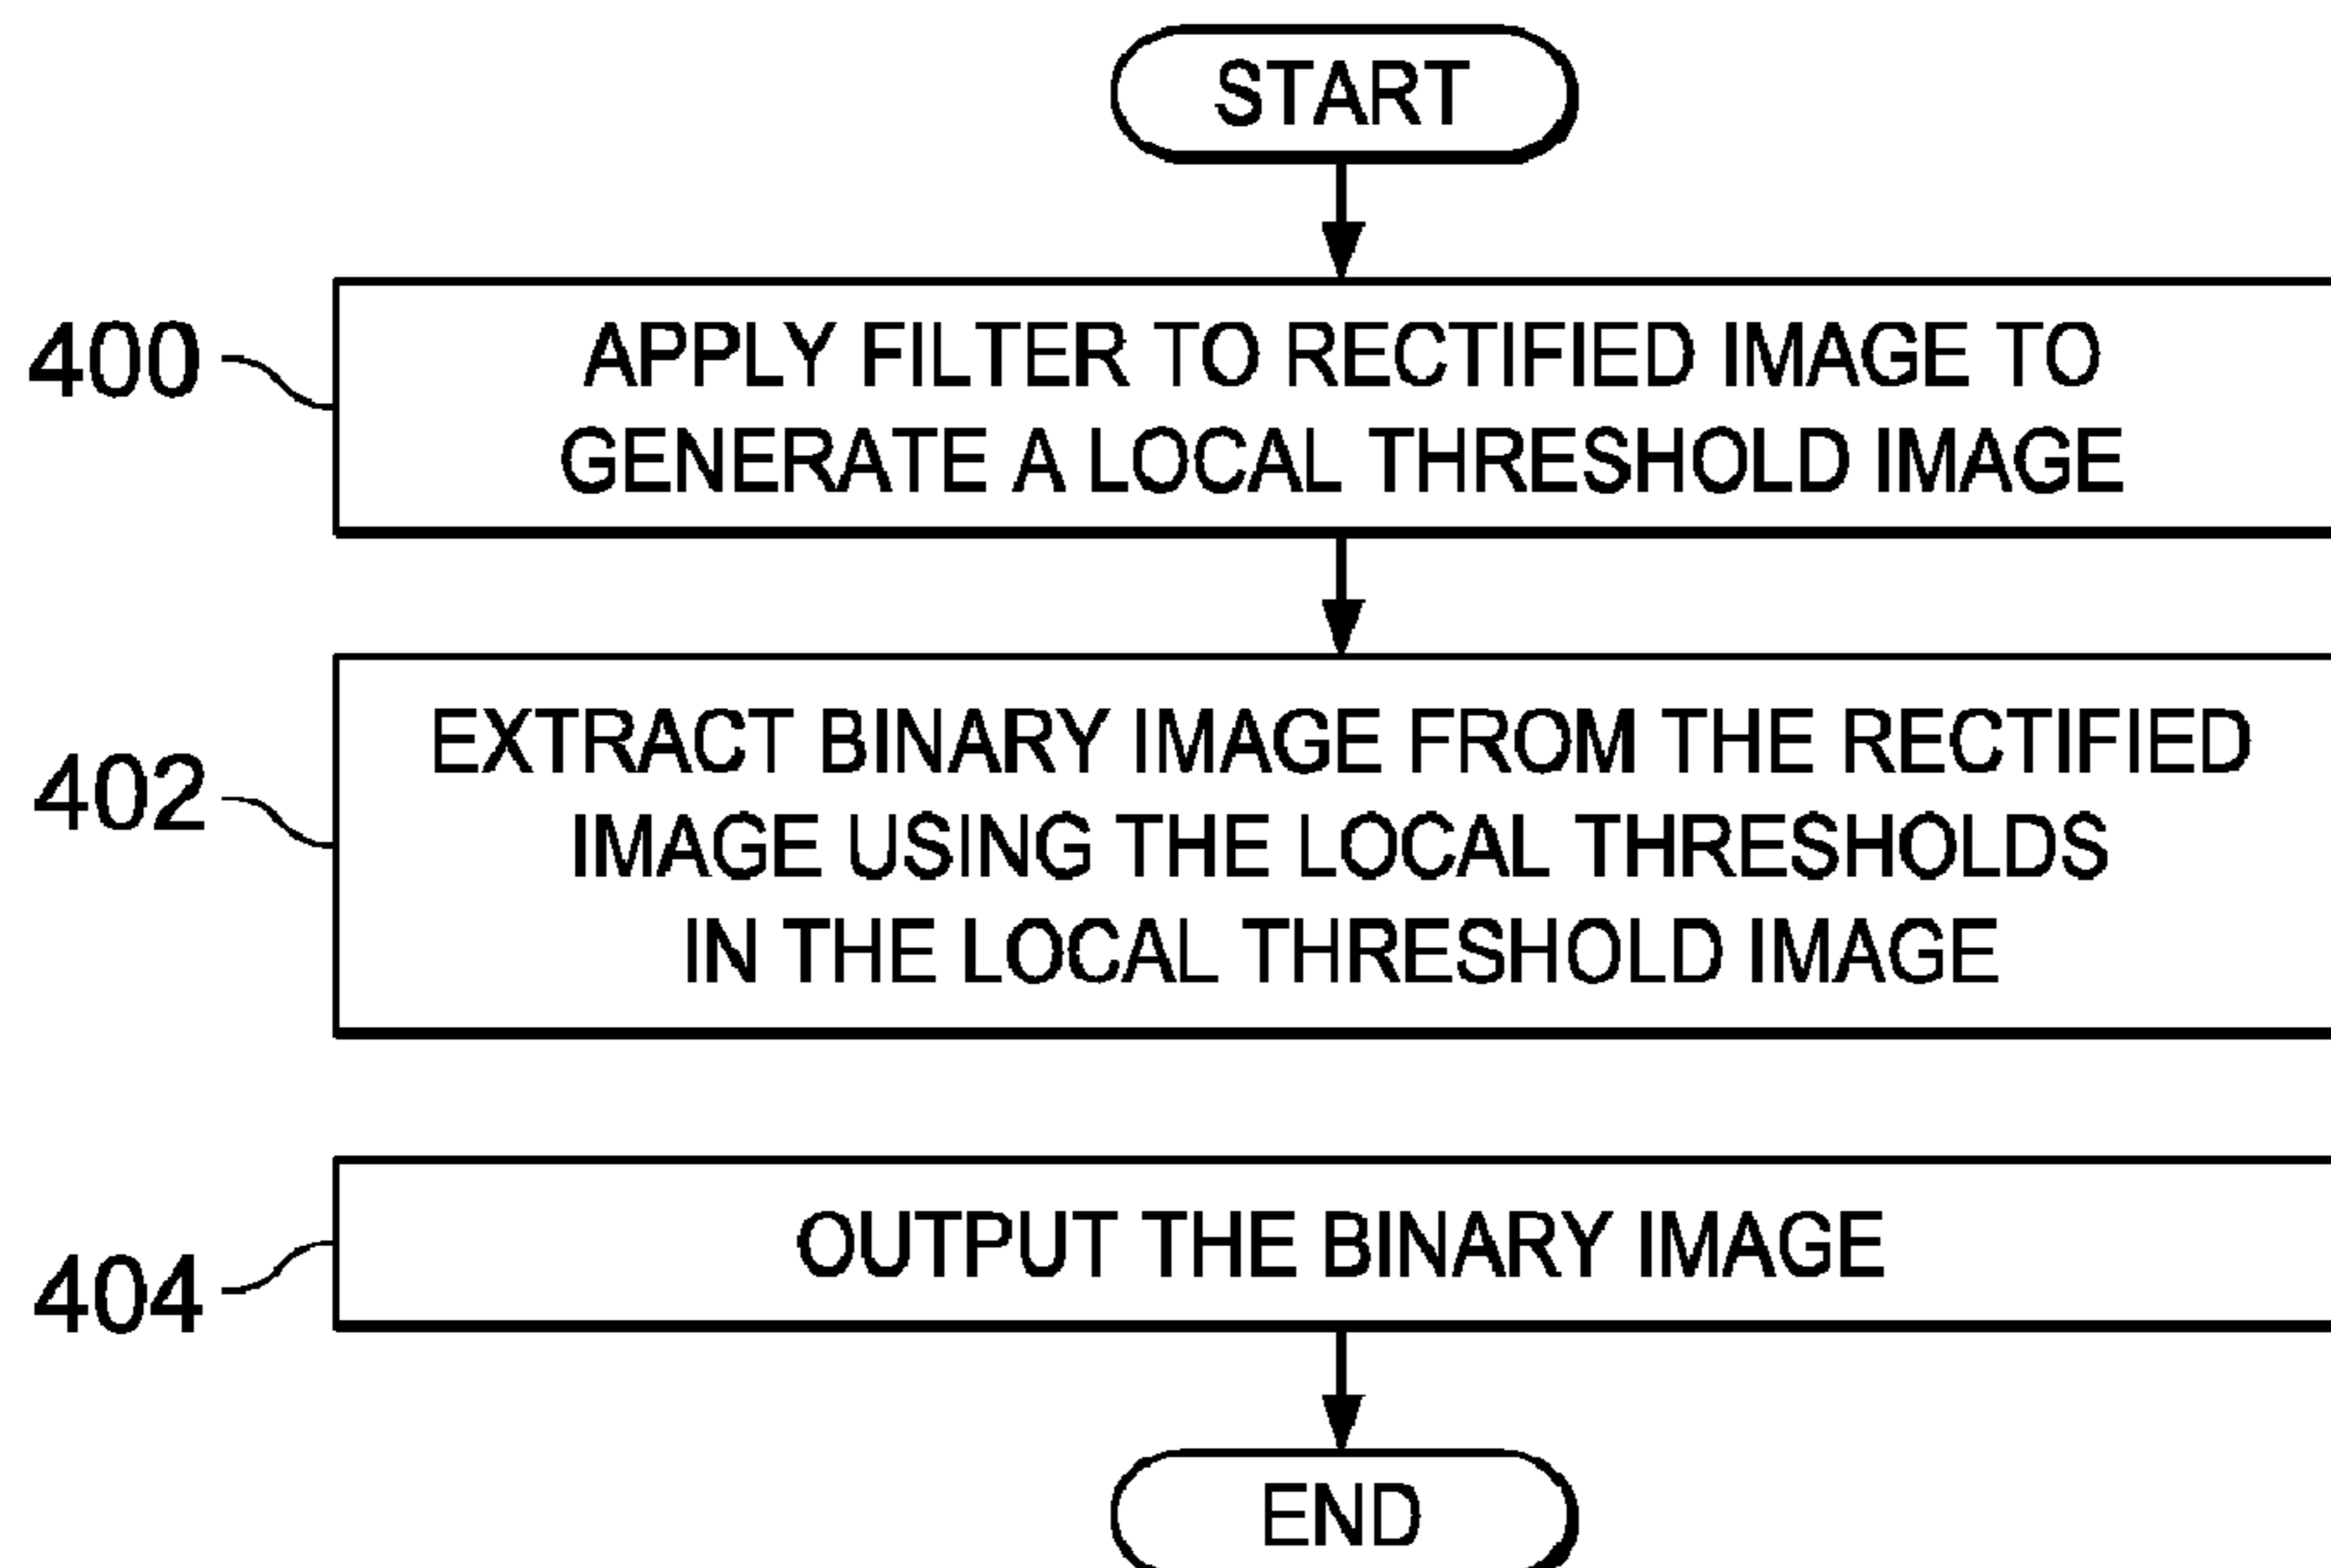 START
400
APPLY FILTER TO RECTIFIED IMAGE TO
GENERATE A LOCAL THRESHOLD IMAGE
402
EXTRACT BINARY IMAGE FROM THE RECTIFIED
IMAGE USING THE LOCAL THRESHOLDS
IN THE LOCAL THRESHOLD IMAGE
404
OUTPUT THE BINARY IMAGE
END